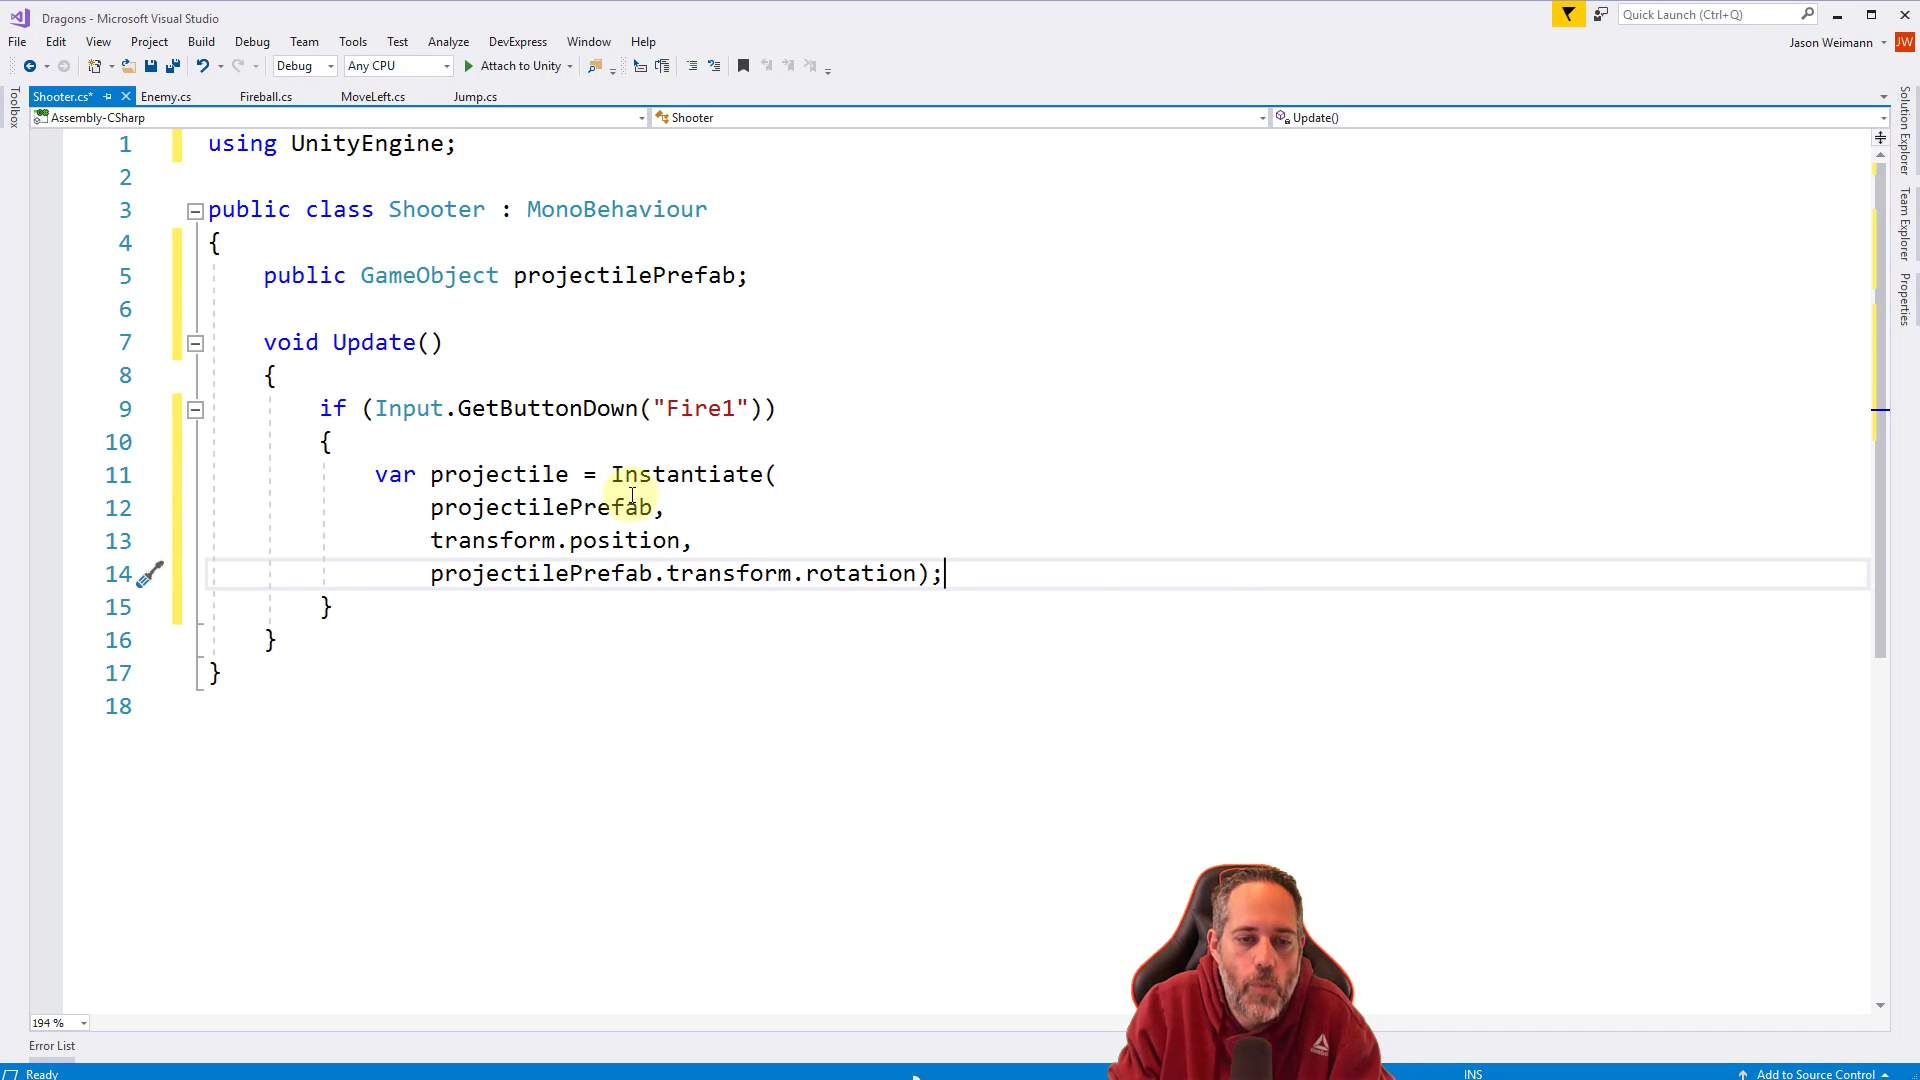 Dragons - Microsoft Visual Studio
Quick Launch (Ctrl+Q)
File Edit View Project Build Debug Team Tools Test Analyze DevExpress Window Help
Jason Weimann JW
Debug Any CPU Attach to Unity
Toolbox
Shooter.cs* Enemy.cs Fireball.cs MoveLeft.cs Jump.cs
Assembly-CSharp Shooter Update()
Solution Explorer
Team Explorer
Properties
1 using UnityEngine;
2
3 public class Shooter : MonoBehaviour
4 {
5 public GameObject projectilePrefab;
6
7 void Update()
8 {
9 if (Input.GetButtonDown("Fire1"))
10 {
11 var projectile = Instantiate(
12 projectilePrefab,
13 transform.position,
14 projectilePrefab.transform.rotation);
15 }
16 }
17 }
18
194 %
Error List
Ready INS Add to Source Control